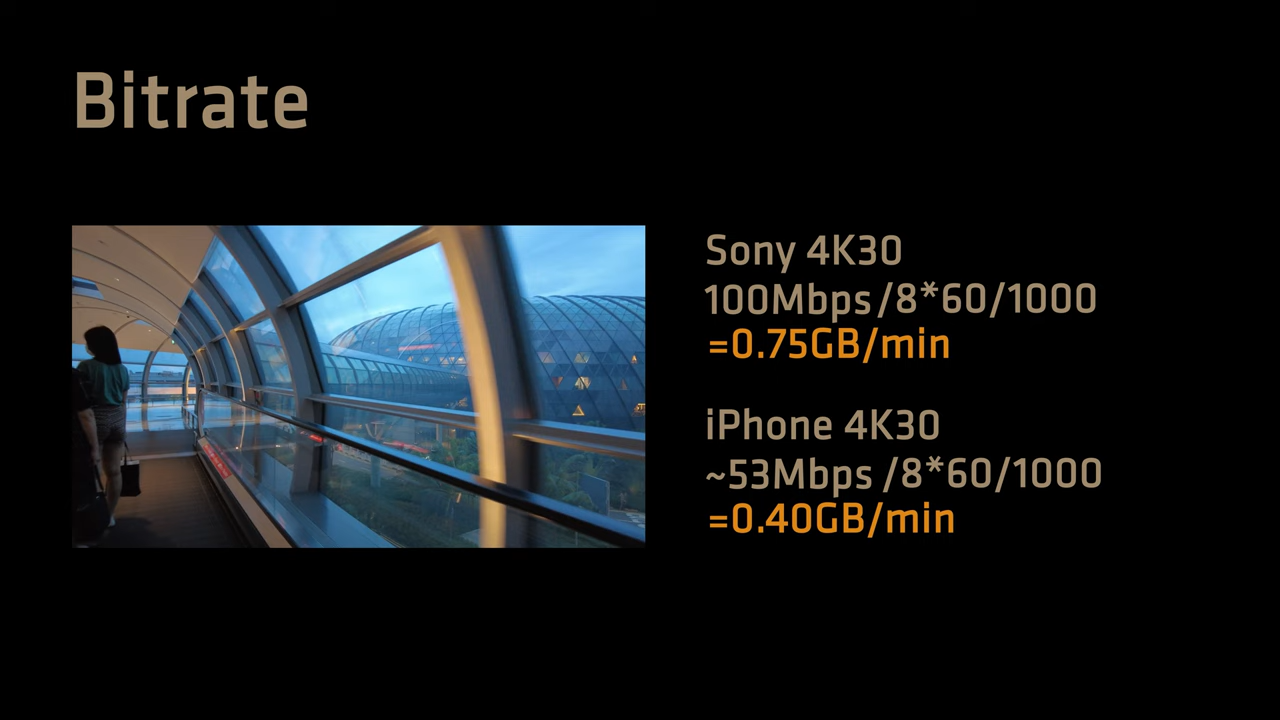 Bitrate
Sony 4K30
100Mbps/8*60/1000
=0.75GB/min
iPhone 4K30
~53Mbps /8*60/1000
=0.40GB/min